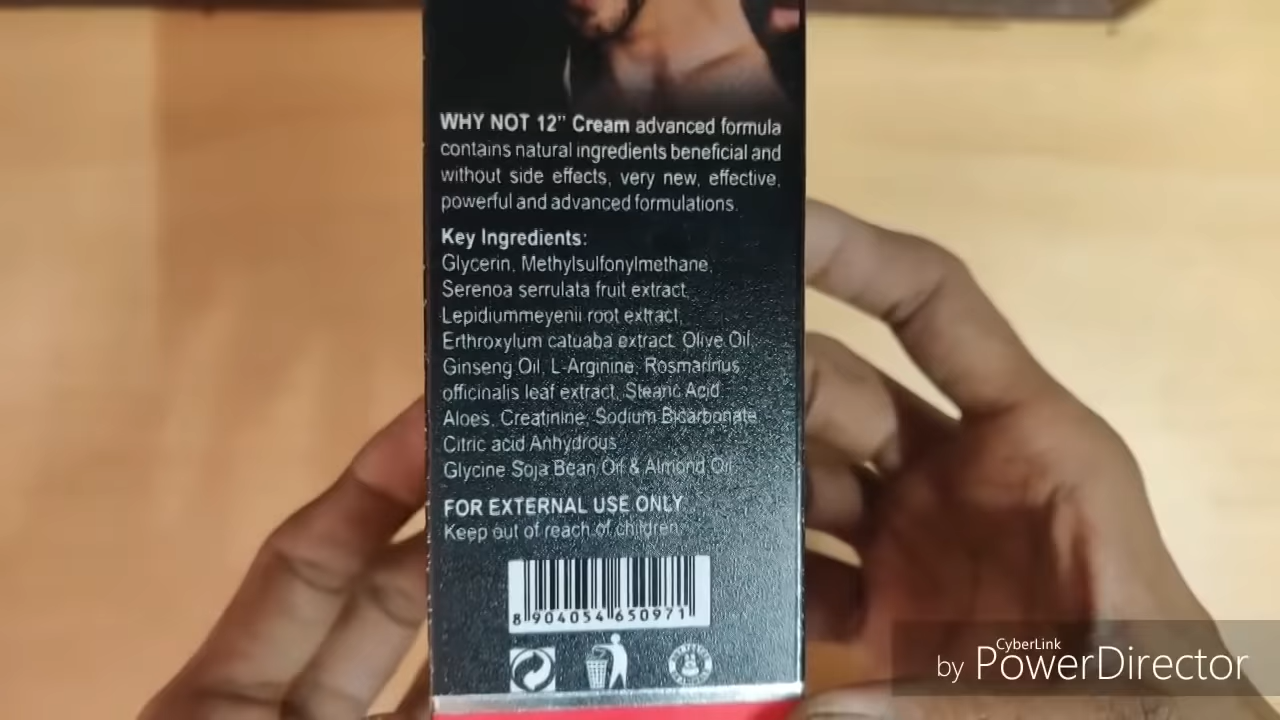 WHY NOT 12" Cream advanced formula
contains natural ingredients beneficial and
without side effects, very new, effective,
powerful and advanced formulations.
Key Ingredients:
Glycerin, Methylsulfonylmethane,
Serenoa serrulata fruit extract,
Lepidiummeyenii root extract,
Erthroxylum catuaba extract, Olive Oil,
Ginseng Oil, L-Arginine, Rosmarinus
officinalis leaf extract, Stearic Acid,
Aloes, Creatinine, Sodium Bicarbonate
Citric acid Anhydrous
Glycine Soja Bean Oil & Almond Oil
FOR EXTERNAL USE ONLY
Keep out of reach of children.
8 904054 650971
CyberLink
by PowerDirector